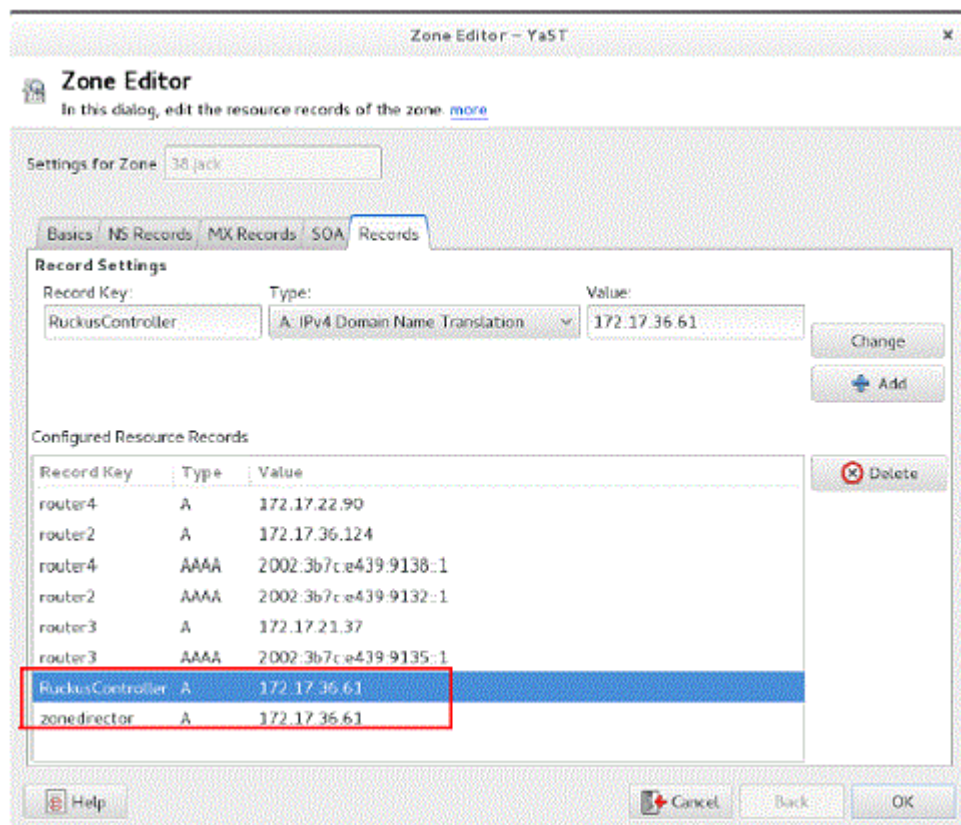 Zone Editor - YaST
Zone Editor
In this dialog, edit the resource records of the zone. more
Settings for Zone 38.jack
Basics NS Records MX Records SOA Records
Record Settings
Record Key: Type: Value:
RuckusController A: IPv4 Domain Name Translation 172.17.36.61
Change
Add
Configured Resource Records
Record Key Type Value
Delete
router4 A 172.17.22.90
router2 A 172.17.36.124
router4 AAAA 2002:3b7c:e439:9138::1
router2 AAAA 2002:3b7c:e439:9132::1
router3 A 172.17.21.37
router3 AAAA 2002:3b7c:e439:9135::1
RuckusController A 172.17.36.61
zonedirector A 172.17.36.61
Help Cancel Back OK